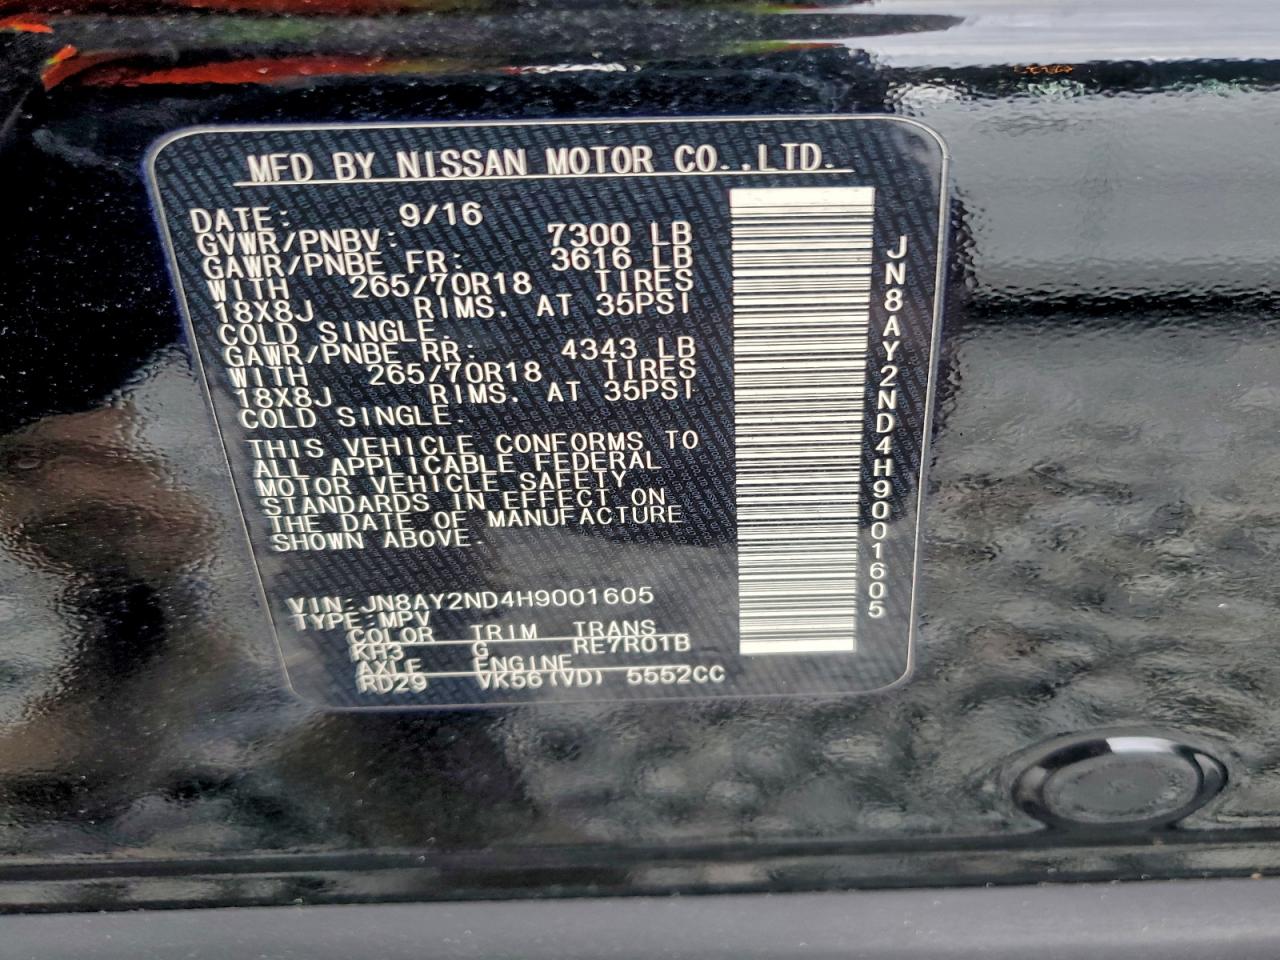 MFD BY NISSAN MOTOR CO.,LTD.
DATE: 9/16
GVWR/PNBV: 7300 LB
GAWR/PNBE FR: 3616 LB
WITH 265/70R18 TIRES
18X8J RIMS. AT 35PSI
COLD SINGLE.
GAWR/PNBE RR: 4343 LB
WITH 265/70R18 TIRES
18X8J RIMS. AT 35PSI
COLD SINGLE.
THIS VEHICLE CONFORMS TO
ALL APPLICABLE FEDERAL
MOTOR VEHICLE SAFETY
STANDARDS IN EFFECT ON
THE DATE OF MANUFACTURE
SHOWN ABOVE.
VIN:JN8AY2ND4H9001605
TYPE:MPV
COLOR TRIM TRANS
KH3 G RE7R01B
AXLE ENGINE
RD29 VK56(VD) 5552CC
JN8AY2ND4H9001605